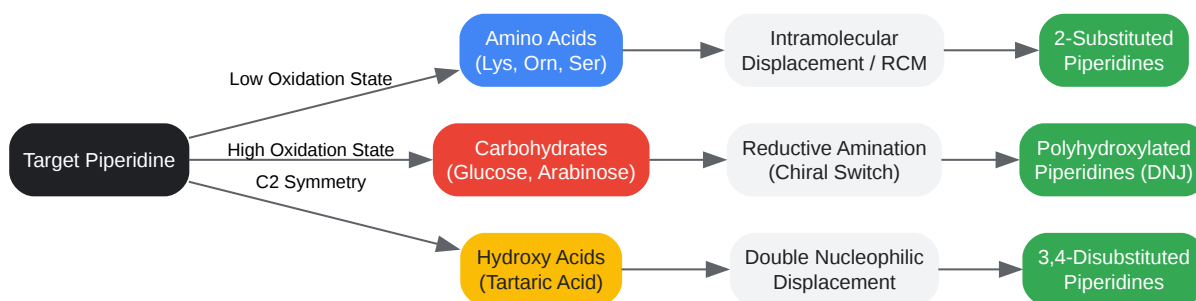 Target Piperidine
Low Oxidation State
Amino Acids
(Lys, Orn, Ser)
Intramolecular
Displacement / RCM
2-Substituted
Piperidines
High Oxidation State
Carbohydrates
(Glucose, Arabinose)
Reductive Amination
(Chiral Switch)
Polyhydroxylated
Piperidines (DNJ)
C2 Symmetry
Hydroxy Acids
(Tartaric Acid)
Double Nucleophilic
Displacement
3,4-Disubstituted
Piperidines